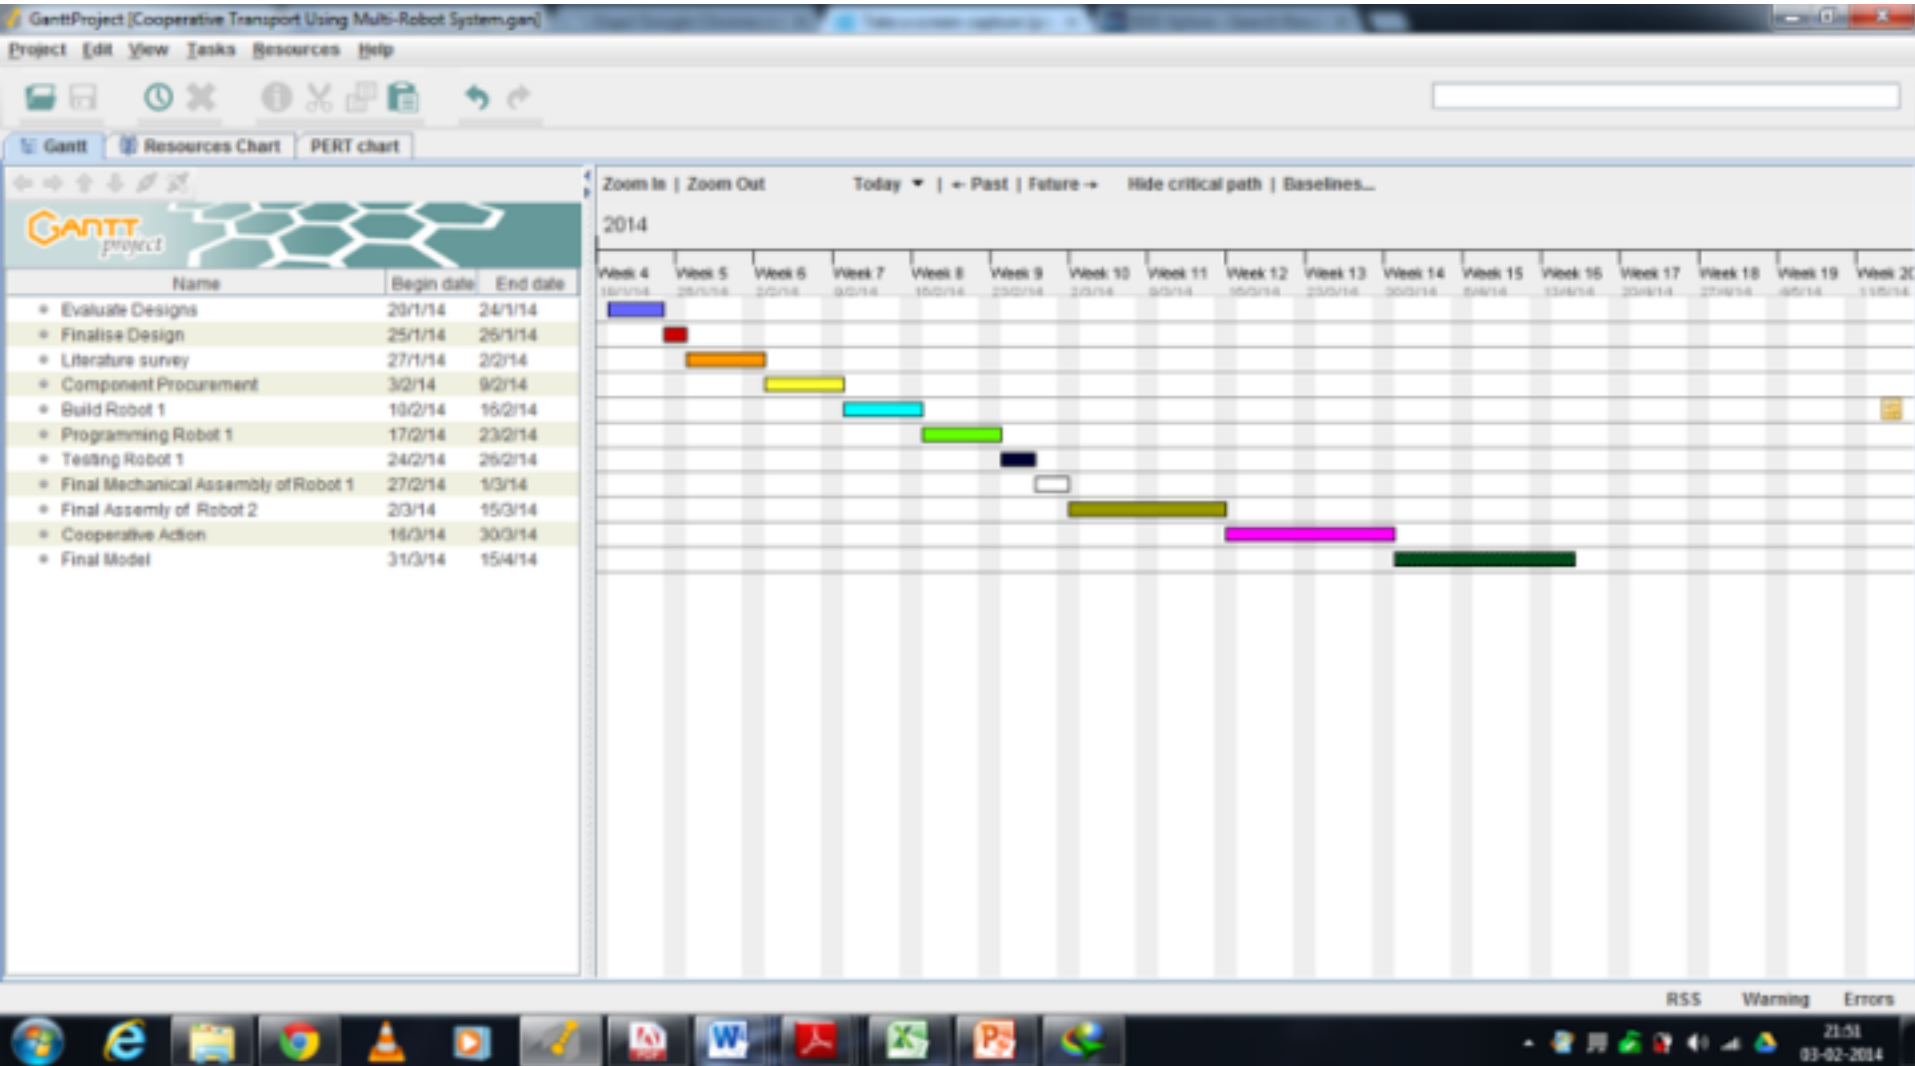 GanttProject [Cooperative Transport Using Multi-Robot System.gan]
Project Edit View Tasks Resources Help
Gantt Resources Chart PERT chart
Zoom In | Zoom Out Today ▼ | ← Past | Future → Hide critical path | Baselines...
GANTT
project
2014
Week 4 Week 5 Week 6 Week 7 Week 8 Week 9 Week 10 Week 11 Week 12 Week 13 Week 14 Week 15 Week 16 Week 17 Week 18 Week 19 Week 20
Name Begin date End date
Evaluate Designs 20/1/14 24/1/14
Finalise Design 25/1/14 26/1/14
Literature survey 27/1/14 2/2/14
Component Procurement 3/2/14 9/2/14
Build Robot 1 10/2/14 16/2/14
Programming Robot 1 17/2/14 23/2/14
Testing Robot 1 24/2/14 26/2/14
Final Mechanical Assembly of Robot 1 27/2/14 1/3/14
Final Assemly of Robot 2 2/3/14 15/3/14
Cooperative Action 16/3/14 30/3/14
Final Model 31/3/14 15/4/14
RSS Warning Errors
21:51
03-02-2014